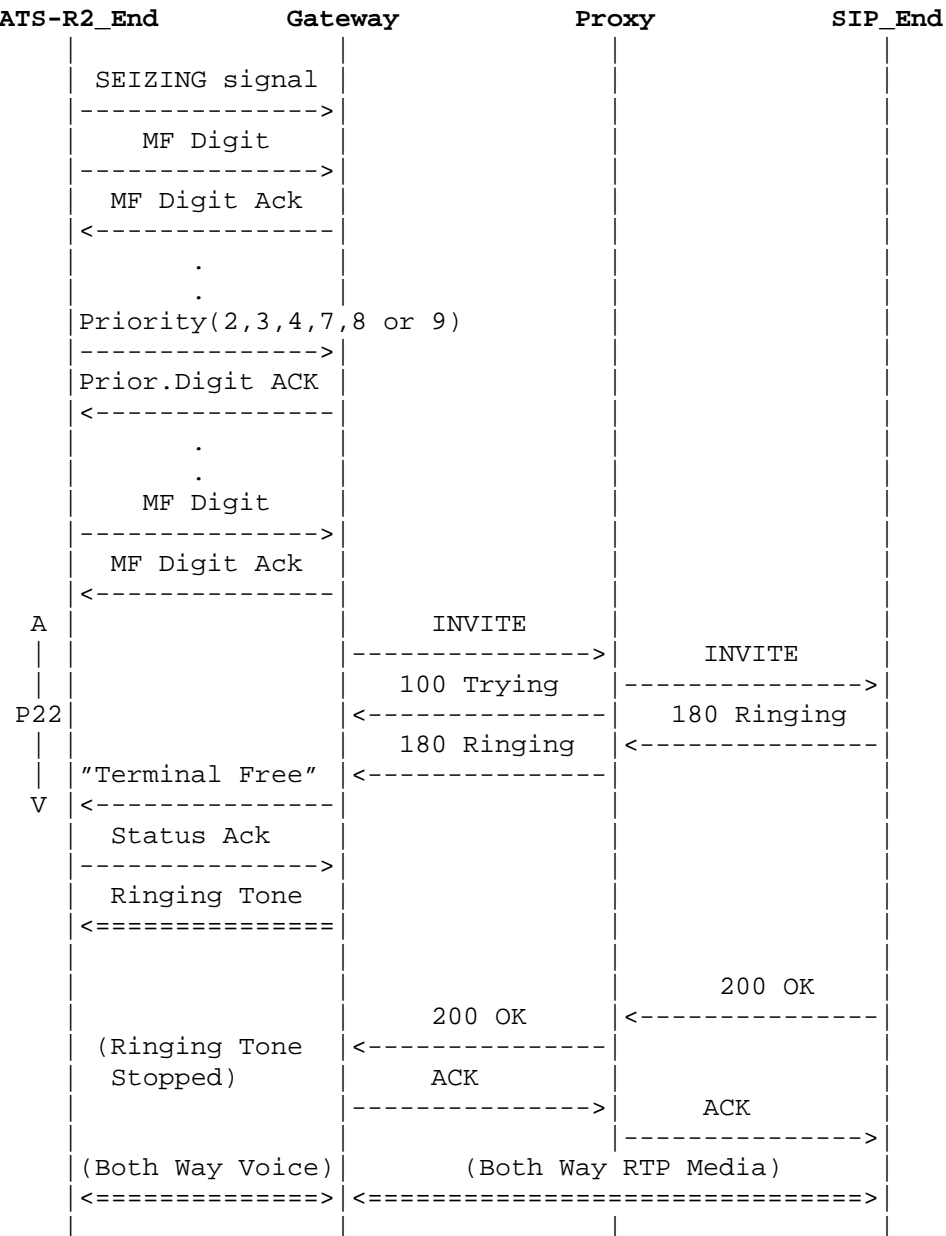 ATS-R2_End Gateway Proxy SIP_End
SEIZING signal
MF Digit
MF Digit Ack
.
.
Priority(2,3,4,7,8 or 9)
Prior.Digit ACK
.
.
MF Digit
MF Digit Ack
A INVITE
INVITE
100 Trying
P22 180 Ringing
180 Ringing
"Terminal Free"
V
Status Ack
Ringing Tone
200 OK
200 OK
(Ringing Tone
Stopped) ACK
ACK
(Both Way Voice) (Both Way RTP Media)